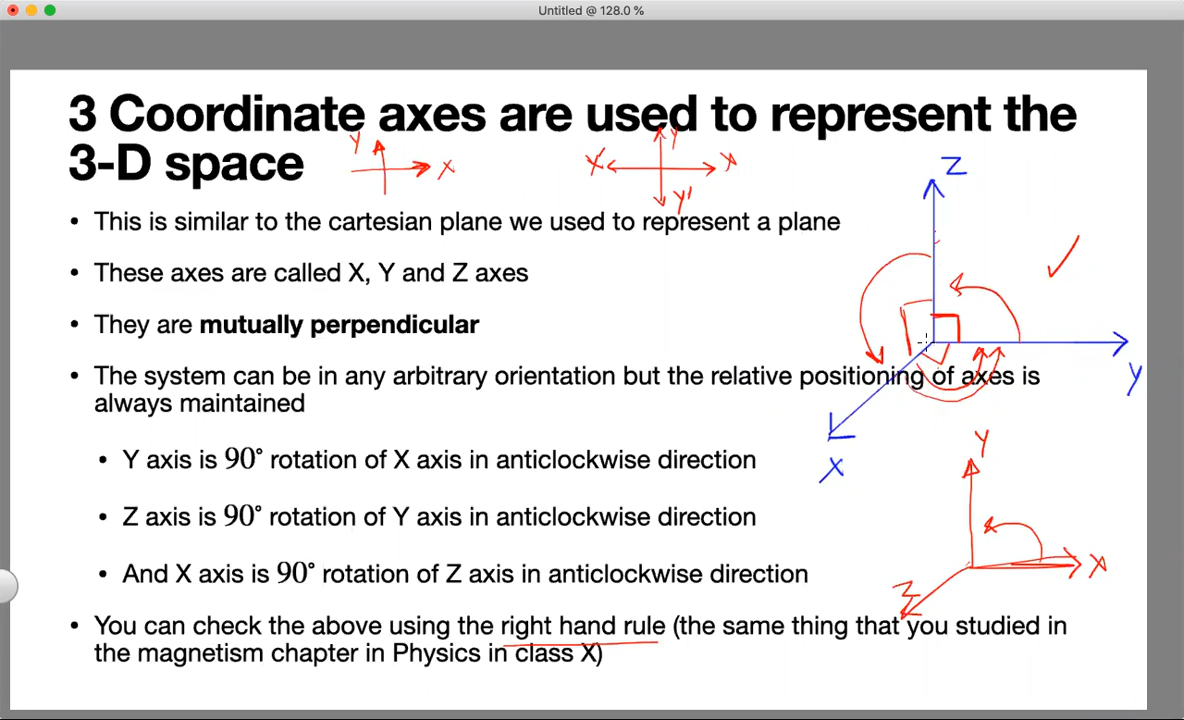 Untitled @ 128.0 %
3 Coordinate axes are used to represent the
3-D space
Y
X
X'
Y
X
Y'
• This is similar to the cartesian plane we used to represent a plane
Z
• These axes are called X, Y and Z axes
• They are mutually perpendicular
• The system can be in any arbitrary orientation but the relative positioning of axes is
always maintained
Y
X
• Y axis is 90° rotation of X axis in anticlockwise direction
Y
• Z axis is 90° rotation of Y axis in anticlockwise direction
• And X axis is 90° rotation of Z axis in anticlockwise direction
X
Z
• You can check the above using the right hand rule (the same thing that you studied in
the magnetism chapter in Physics in class X)